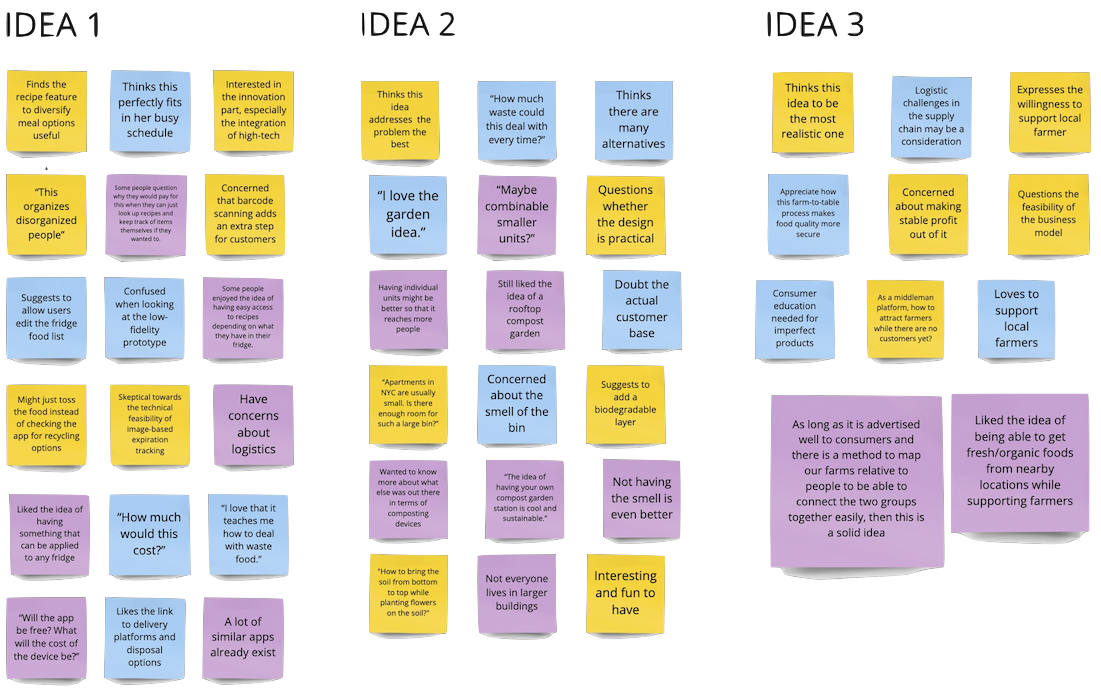 IDEA 1
Finds the
recipe feature
to diversify
meal options
useful
Thinks this
perfectly fits
in her busy
schedule
Interested in
the innovation
part, especially
the integration
of high-tech
“This
organizes
disorganized
people”
Some people question
why they would pay for
this when they can just
look up recipes and
keep track of items
themselves if they
wanted to.
Concerned
that barcode
scanning adds
an extra step
for customers
Suggests to
allow users
edit the fridge
food list
Confused
when looking
at the low-
fidelity
prototype
Some people
enjoyed the idea of
having easy access
to recipes
depending on what
they have in their
fridge.
Might just toss
the food instead
of checking the
app for recycling
options
Skeptical towards
the technical
feasibility of
image-based
expiration
tracking
Have
concerns
about
logistics
Liked the idea of
having
something that
can be applied
to any fridge
“How much
would this
cost?”
“I love that it
teaches me
how to deal
with waste
food.”
“Will the app
be free? What
will the cost of
the device be?”
Likes the link
to delivery
platforms and
disposal
options
A lot of
similar apps
already exist
IDEA 2
Thinks this
idea
addresses the
problem the
best
“How much
waste could
this deal with
every time?”
Thinks
there are
many
alternatives
“I love the
garden
idea.”
“Maybe
combinable
smaller
units?”
Questions
whether
the design
is practical
Having individual
units might be
better so that it
reaches more
people
Still liked the
idea of a
rooftop
compost
garden
Doubt the
actual
customer
base
“Apartments in
NYC are usually
small. Is there
enough room for
such a large bin?”
Concerned
about the
smell of the
bin
Suggests to
add a
biodegradable
layer
Wanted to know
more about what
else was out there
in terms of
composting
devices
“The idea of
having your own
compost garden
station is cool and
sustainable.”
Not having
the smell is
even better
“How to bring the
soil from bottom
to top while
planting flowers
on the soil?”
Not everyone
lives in larger
buildings
Interesting
and fun to
have
IDEA 3
Thinks this
idea to be
the most
realistic one
Logistic
challenges in
the supply
chain may be a
consideration
Expresses the
willingness to
support local
farmer
Appreciate how
this farm-to-table
process makes
food quality more
secure
Concerned
about making
stable profit
out of it
Questions the
feasibility of
the business
model
Consumer
education
needed for
imperfect
products
As a middleman
platform, how to
attract farmers
while there are no
customers yet?
Loves to
support
local
farmers
As long as it is advertised
well to consumers and
there is a method to map
our farms relative to
people to be able to
connect the two groups
together easily, then this is
a solid idea
Liked the idea of
being able to get
fresh/organic foods
from nearby
locations while
supporting farmers